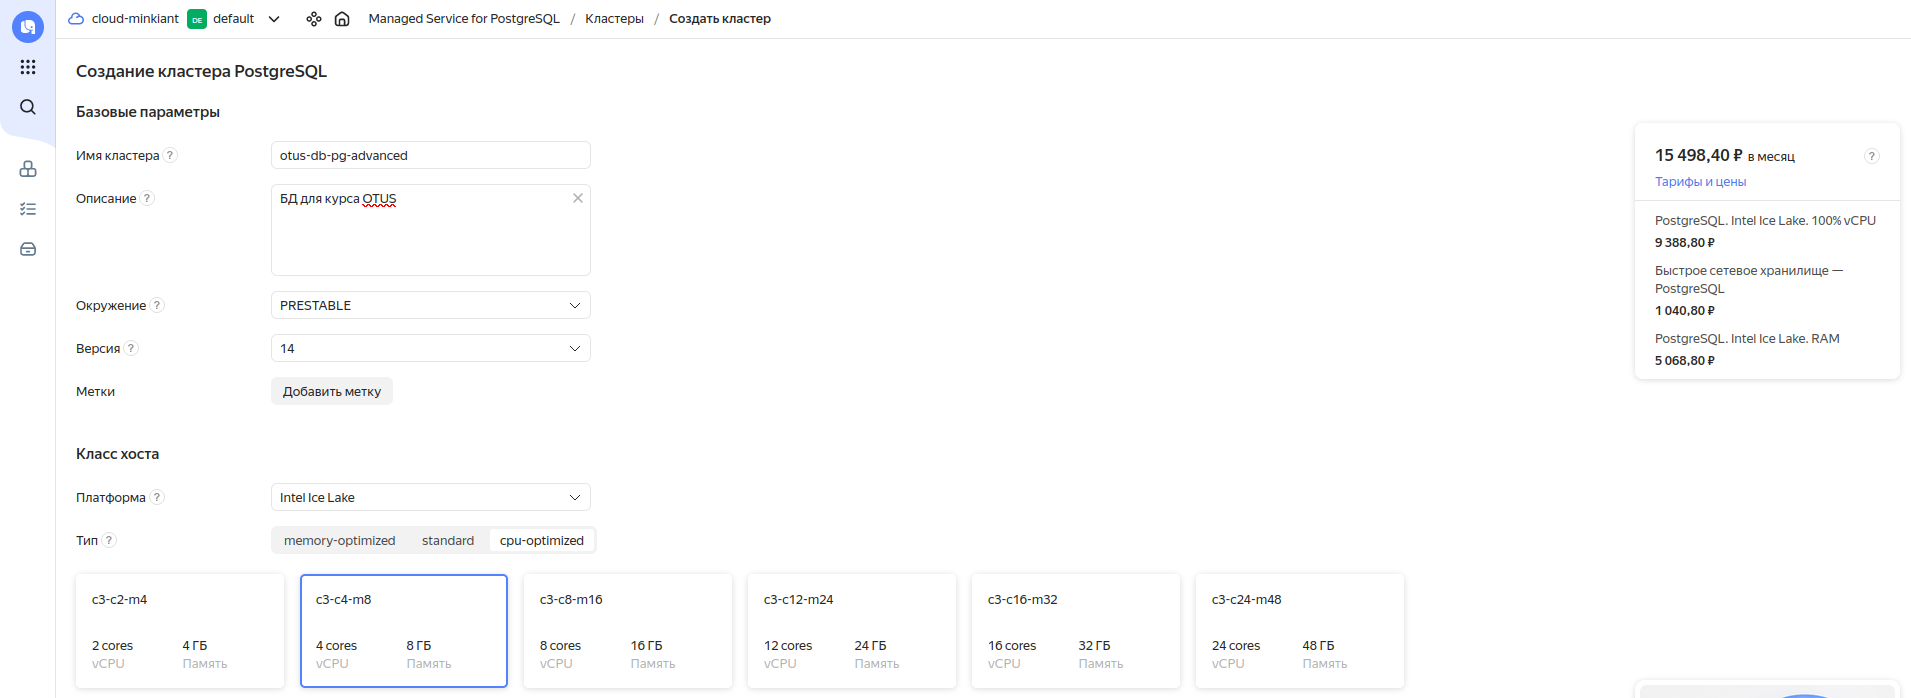 cloud-minkiant DE default Managed Service for PostgreSQL / Кластеры / Создать кластер
Создание кластера PostgreSQL
Базовые параметры
Имя кластера ? otus-db-pg-advanced
Описание ? БД для курса OTUS
Окружение ? PRESTABLE
Версия ? 14
Метки Добавить метку
Класс хоста
Платформа ? Intel Ice Lake
Тип ? memory-optimized standard cpu-optimized
c3-c2-m4
2 cores 4 ГБ
vCPU Память
c3-c4-m8
4 cores 8 ГБ
vCPU Память
c3-c8-m16
8 cores 16 ГБ
vCPU Память
c3-c12-m24
12 cores 24 ГБ
vCPU Память
c3-c16-m32
16 cores 32 ГБ
vCPU Память
c3-c24-m48
24 cores 48 ГБ
vCPU Память
15 498,40 ₽ в месяц ?
Тарифы и цены
PostgreSQL. Intel Ice Lake. 100% vCPU
9 388,80 ₽
Быстрое сетевое хранилище —
PostgreSQL
1 040,80 ₽
PostgreSQL. Intel Ice Lake. RAM
5 068,80 ₽